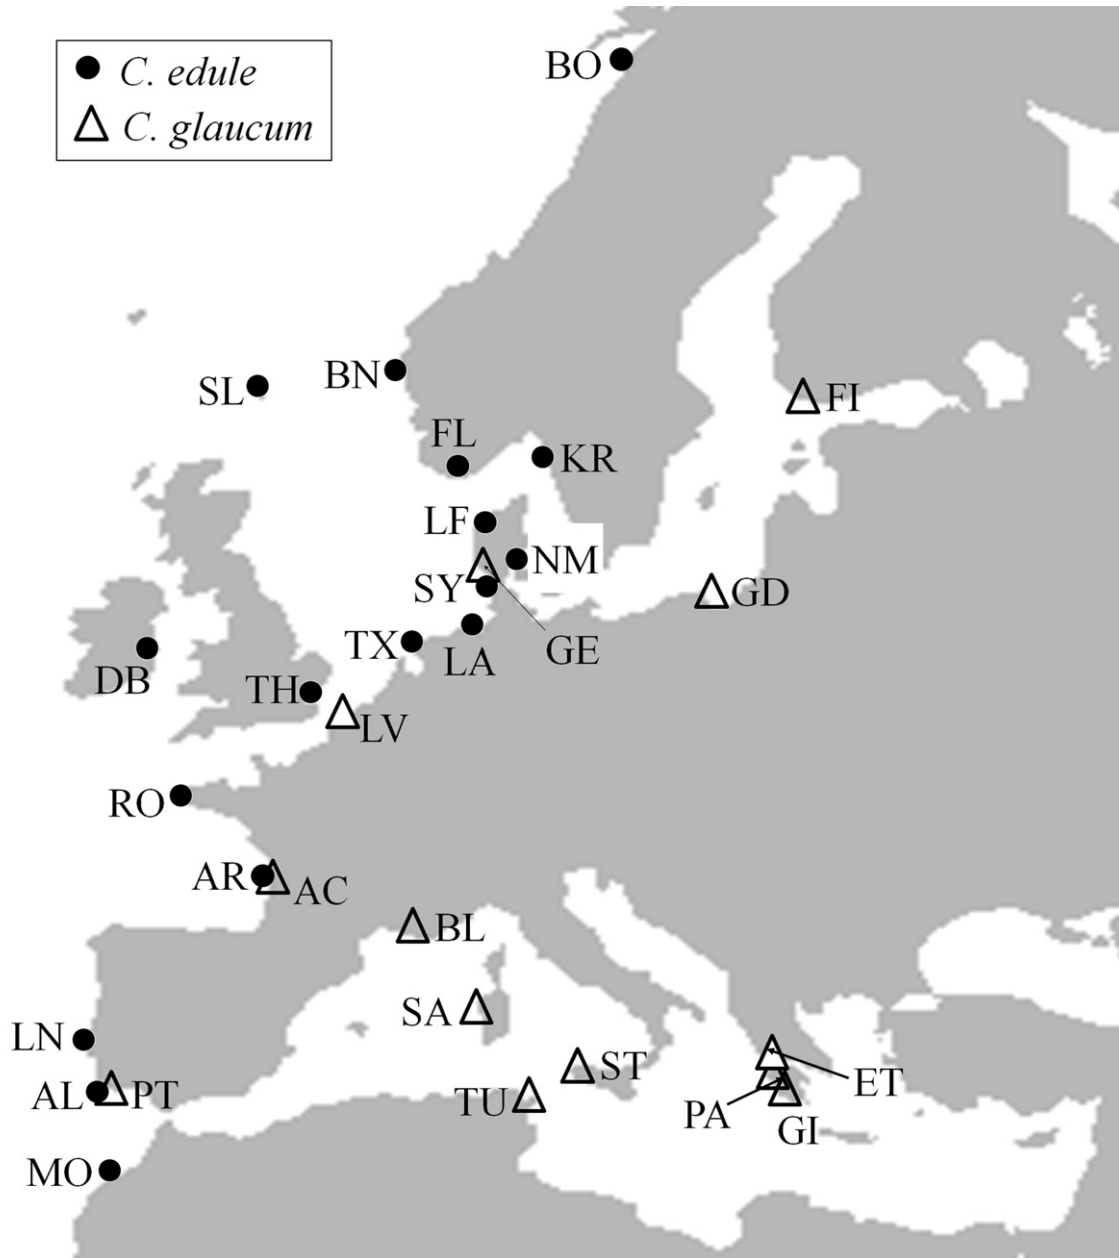 C. edule
C. glaucum
BO
SL
BN
FI
FL
KR
LF
NM
SY
GD
TX
LA
GE
DB
TH
LV
RO
AR
AC
BL
SA
LN
ST
ET
AL
PT
TU
PA
GI
MO